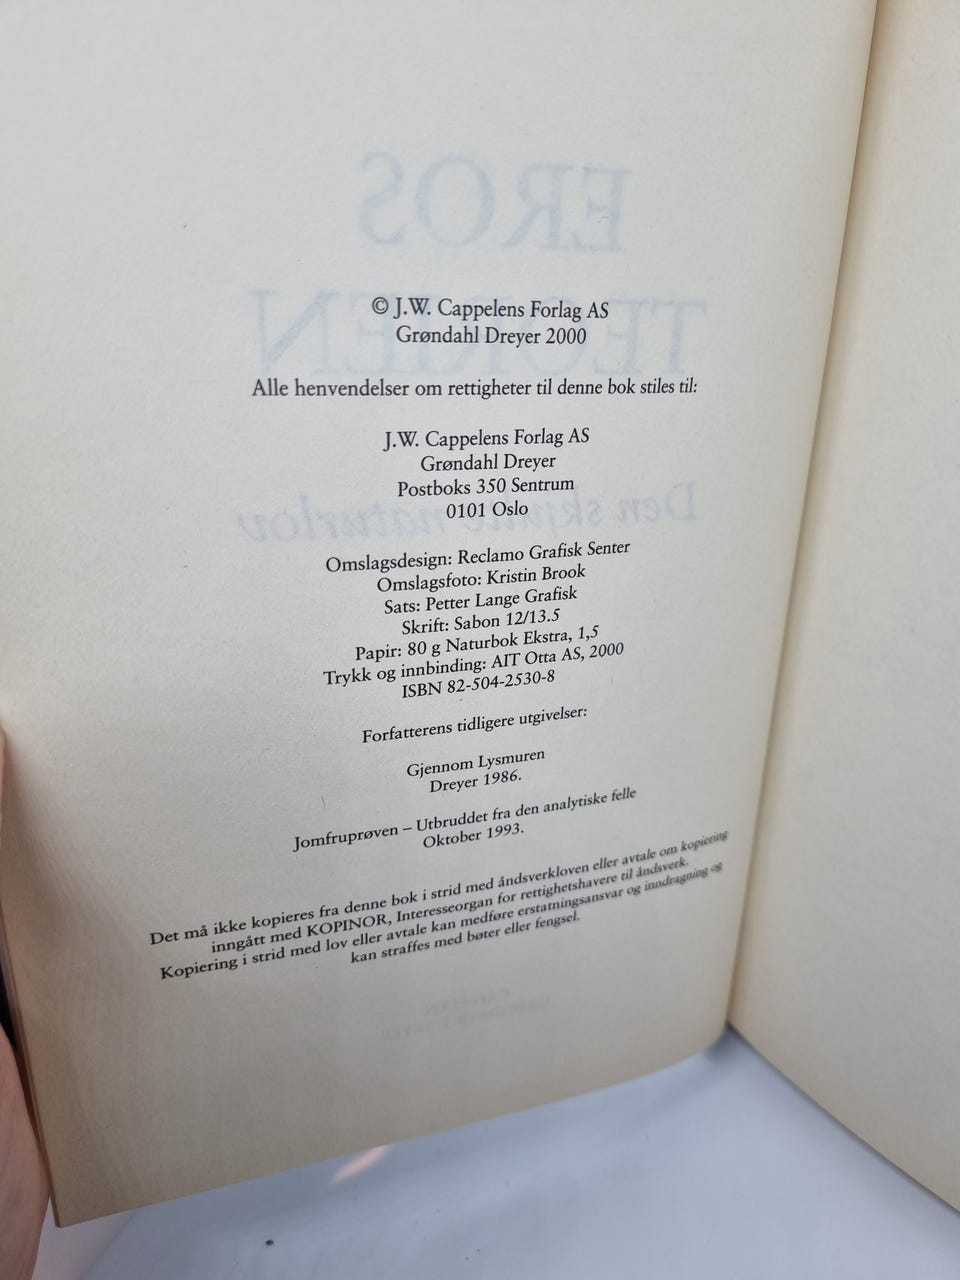 EROS
TEORIEN
Den skjulte naturlov
© J.W. Cappelens Forlag AS
Grøndahl Dreyer 2000
Alle henvendelser om rettigheter til denne bok stiles til:
J.W. Cappelens Forlag AS
Grøndahl Dreyer
Postboks 350 Sentrum
0101 Oslo
Omslagsdesign: Reclamo Grafisk Senter
Omslagsfoto: Kristin Brook
Sats: Petter Lange Grafisk
Skrift: Sabon 12/13.5
Papir: 80 g Naturbok Ekstra, 1,5
Trykk og innbinding: AIT Otta AS, 2000
ISBN 82-504-2530-8
Forfatterens tidligere utgivelser:
Gjennom Lysmuren
Dreyer 1986.
Jomfruprøven – Utbruddet fra den analytiske felle
Oktober 1993.
Det må ikke kopieres fra denne bok i strid med åndsverkloven eller avtale om kopiering
inngått med KOPINOR, Interesseorgan for rettighetshavere til åndsverk.
Kopiering i strid med lov eller avtale kan medføre erstatningsansvar og inndragning og
kan straffes med bøter eller fengsel.